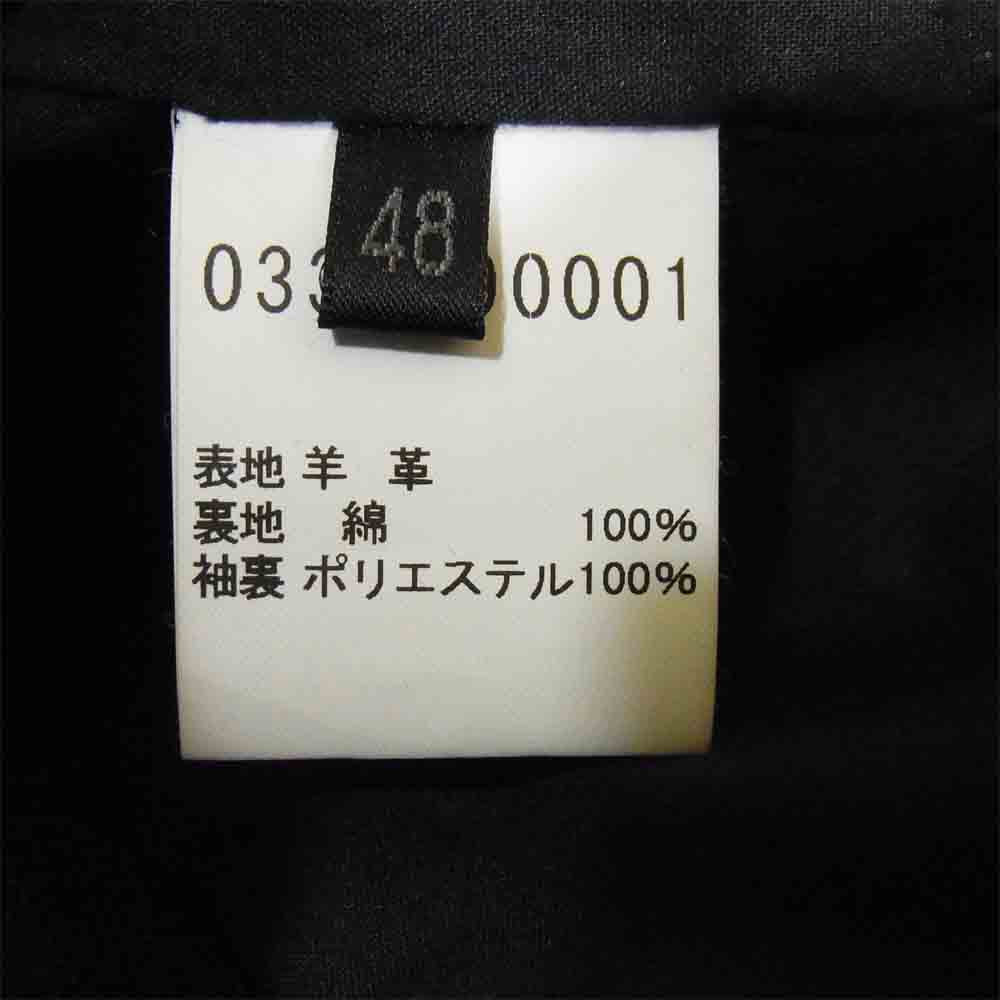 48
033 0001
表地 羊 革
裏地 綿 100%
袖裏 ポリエステル100%